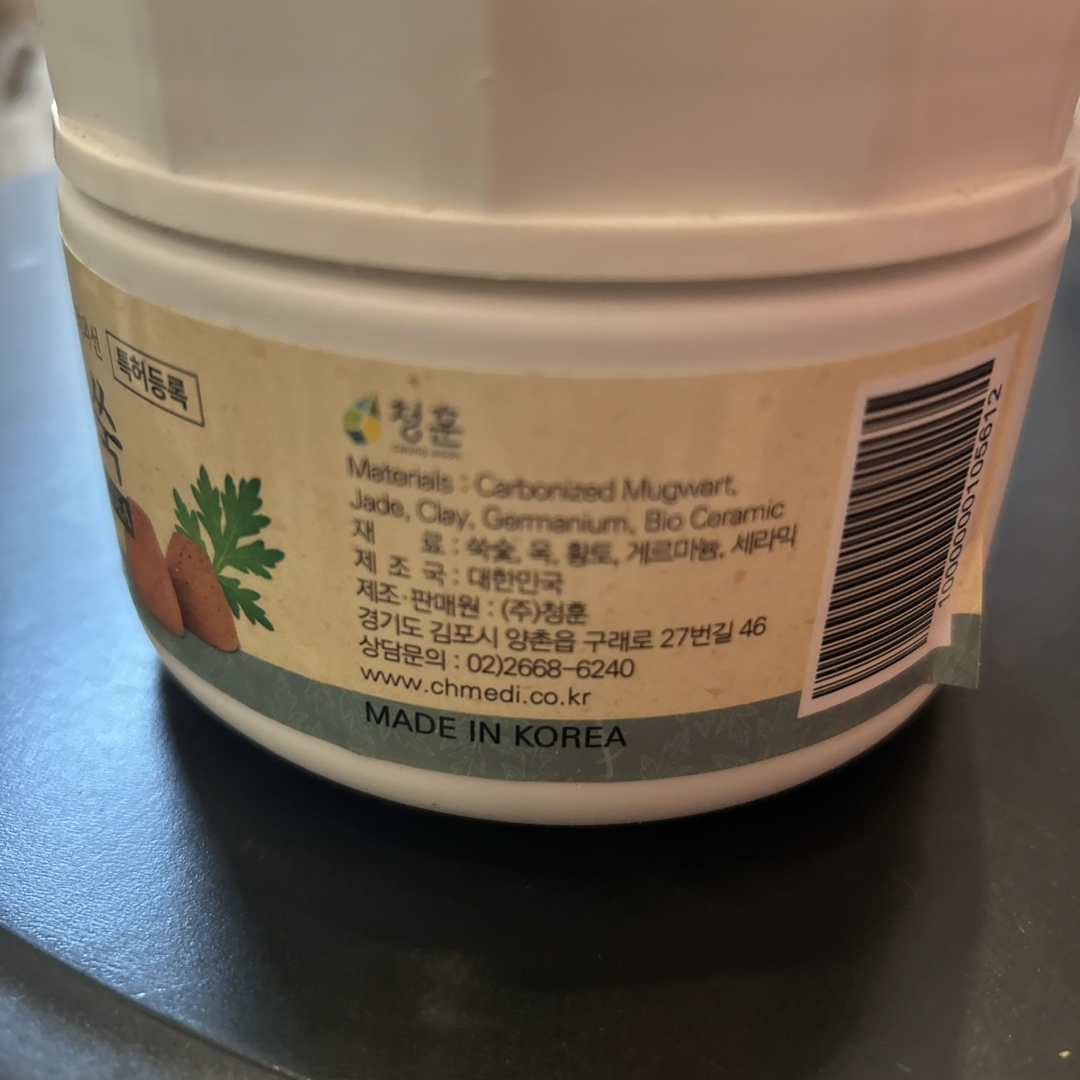 특허등록
쑥
청훈
Materials : Carbonized Mugwart,
Jade, Clay, Germanium, Bio Ceramic
재 료 : 쑥숯, 옥, 황토, 게르마늄, 세라믹
제 조 국 : 대한민국
제조·판매원 : (주)청훈
경기도 김포시 양촌읍 구래로 27번길 46
상담문의 : 02)2668-6240
www.chmedi.co.kr
MADE IN KOREA
1000000105612